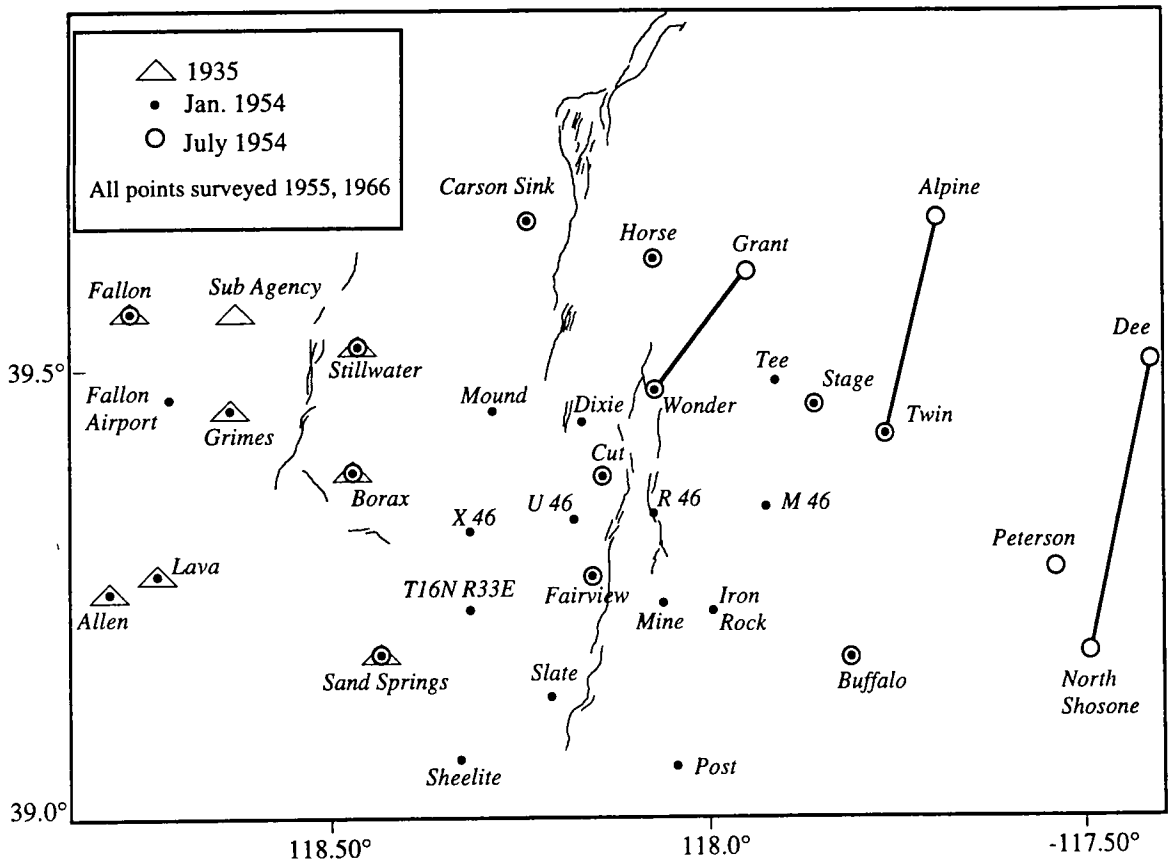 1935
Jan. 1954
July 1954
All points surveyed 1955, 1966
Carson Sink
Alpine
Horse
Grant
Fallon
Sub Agency
Dee
39.5°
Stillwater
Tee
Stage
Fallon
Airport
Grimes
Mound
Dixie
Wonder
Twin
Cut
Borax
X 46
U 46
R 46
M 46
Peterson
Lava
Allen
T16N R33E
Fairview
Mine
Iron
Rock
Sand Springs
Slate
Buffalo
North
Shosone
Sheelite
Post
39.0°
118.50°
118.0°
-117.50°